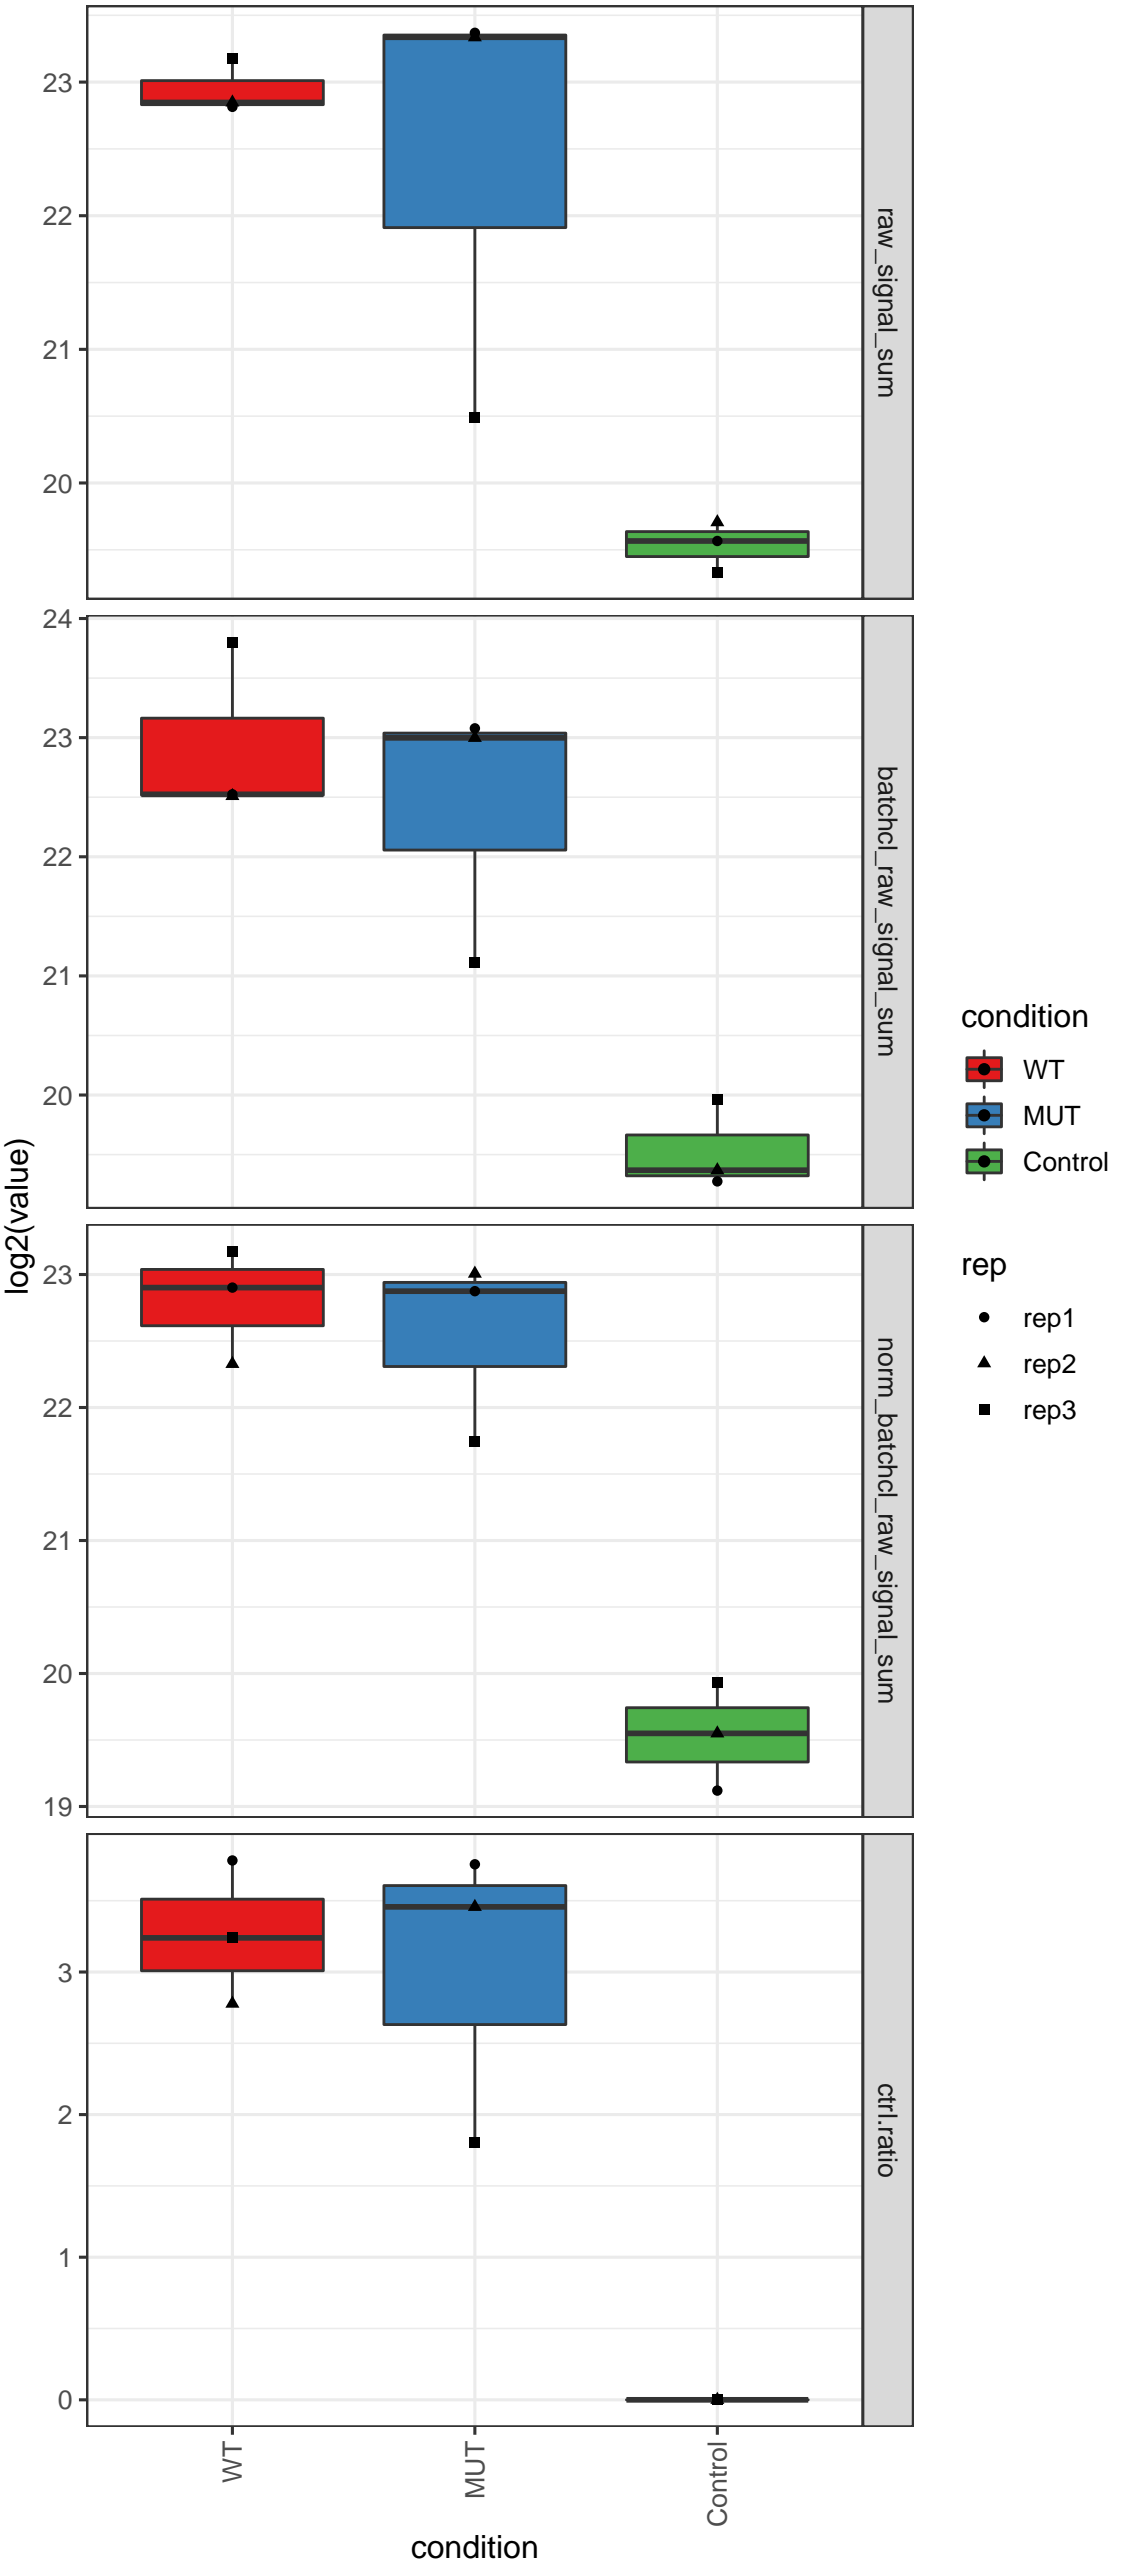 log2(value)
23
22
21
20
raw_signal_sum
24
23
22
21
20
batchcl_raw_signal_sum
23
22
21
20
19
norm_batchcl_raw_signal_sum
3
2
1
0
ctrl.ratio
WT
MUT
Control
condition
condition
WT
MUT
Control
rep
rep1
rep2
rep3